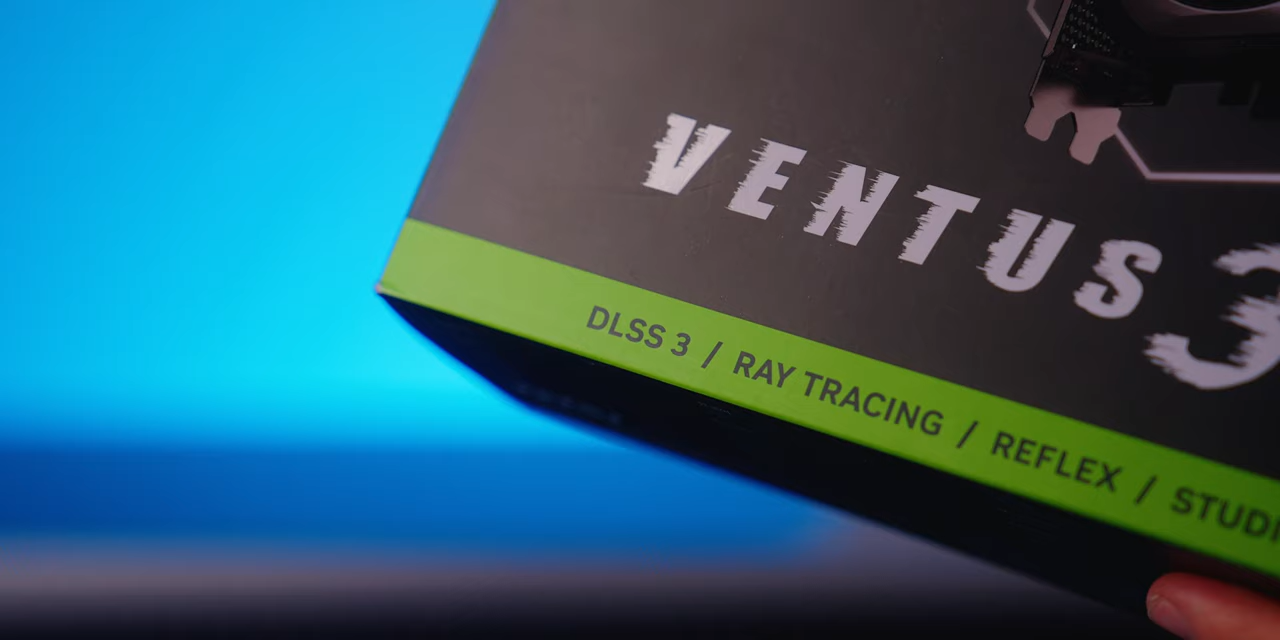 VENTUS 3
DLSS 3 / RAY TRACING / REFLEX / STUDI